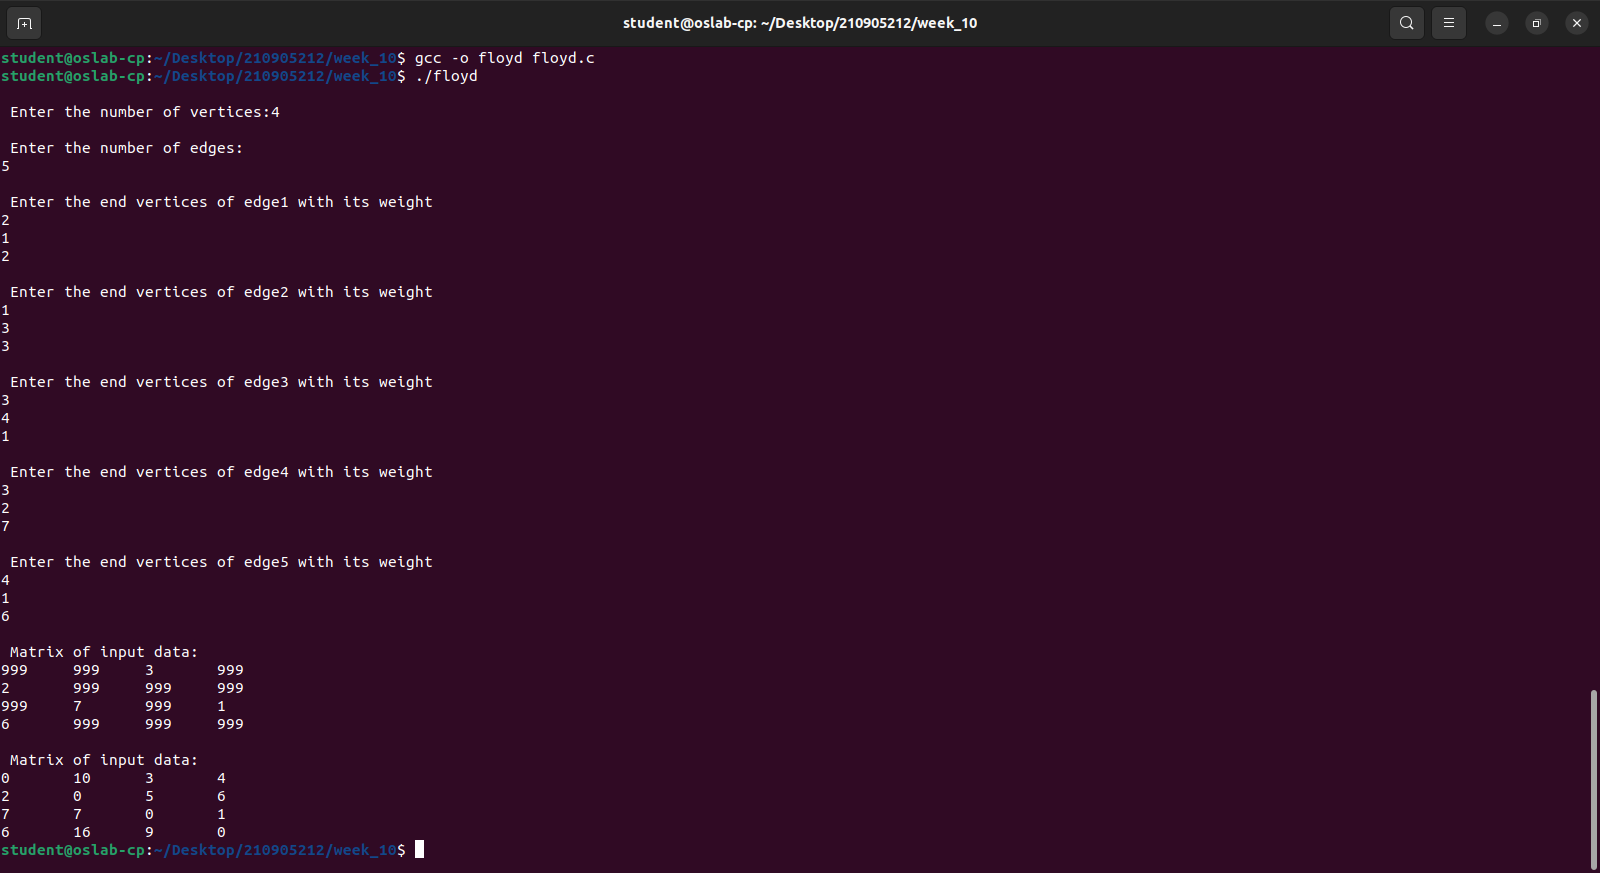 student@oslab-cp: ~/Desktop/210905212/week_10
student@oslab-cp:~/Desktop/210905212/week_10$ gcc -o floyd floyd.c
student@oslab-cp:~/Desktop/210905212/week_10$ ./floyd
Enter the number of vertices:4
Enter the number of edges:
5
Enter the end vertices of edge1 with its weight
2
1
2
Enter the end vertices of edge2 with its weight
1
3
3
Enter the end vertices of edge3 with its weight
3
4
1
Enter the end vertices of edge4 with its weight
3
2
7
Enter the end vertices of edge5 with its weight
4
1
6
Matrix of input data:
999 999 3 999
2 999 999 999
999 7 999 1
6 999 999 999
Matrix of input data:
0 10 3 4
2 0 5 6
7 7 0 1
6 16 9 0
student@oslab-cp:~/Desktop/210905212/week_10$